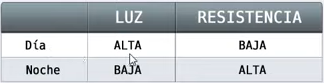 LUZ RESISTENCIA
Día ALTA BAJA
Noche BAJA ALTA